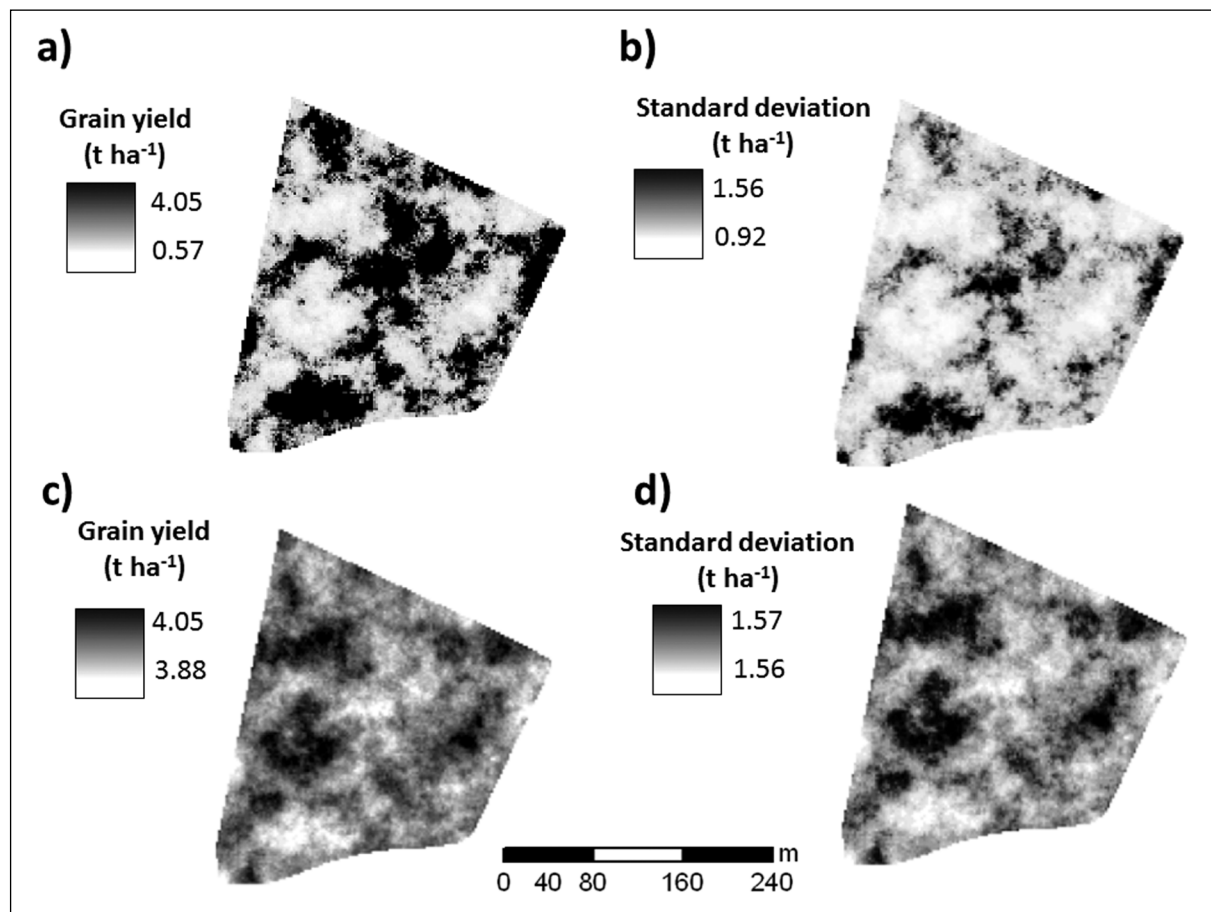 a)
Grain yield
(t ha⁻¹)
4.05
0.57
b)
Standard deviation
(t ha⁻¹)
1.56
0.92
c)
Grain yield
(t ha⁻¹)
4.05
3.88
d)
Standard deviation
(t ha⁻¹)
1.57
1.56
m
0 40 80 160 240